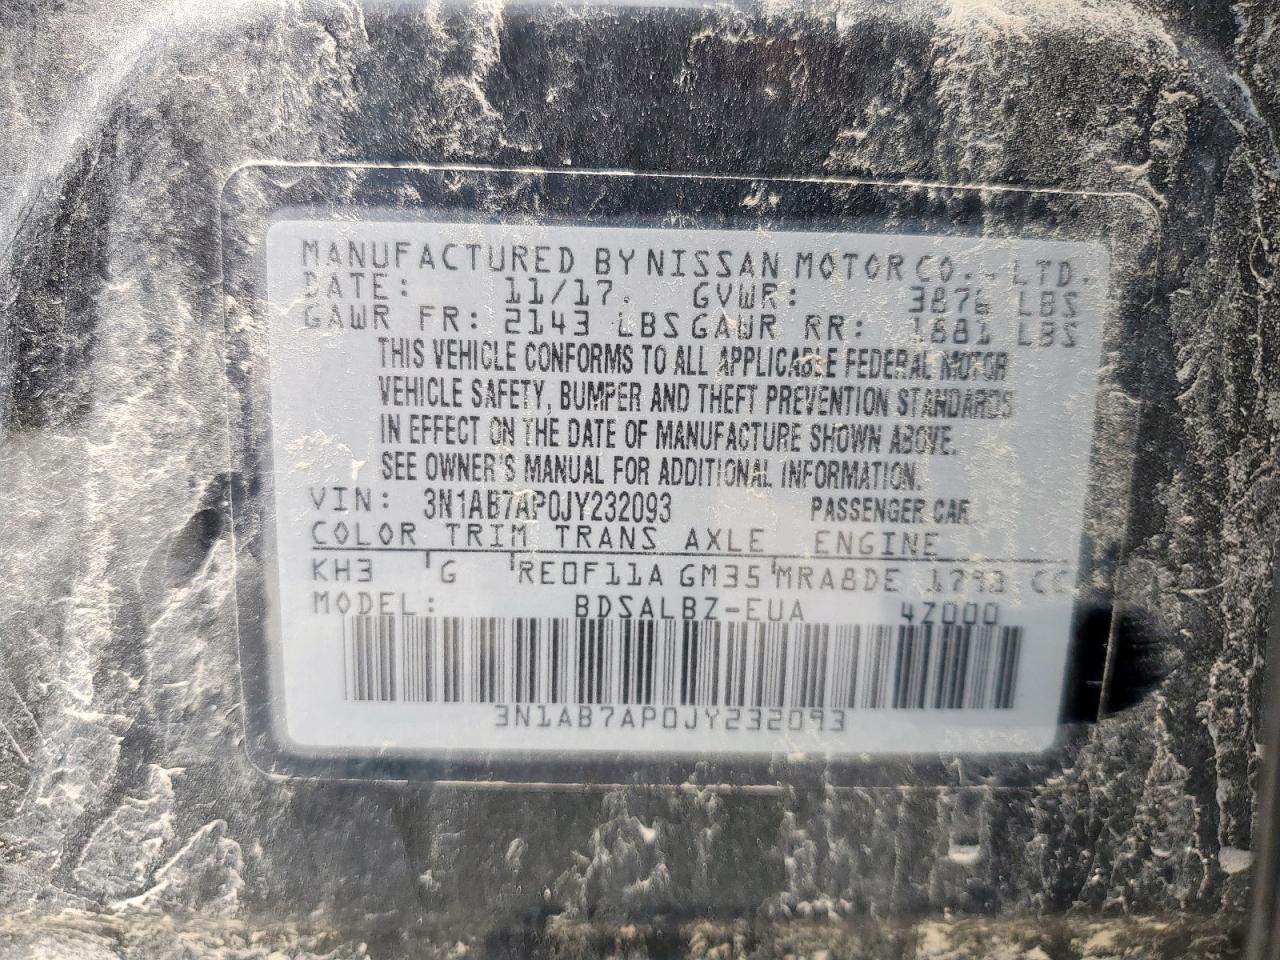 MANUFACTURED BY NISSAN MOTOR CO., LTD.
DATE: 11/17. GVWR: 3876 LBS
GAWR FR: 2143 LBS GAWR RR: 1881 LBS
THIS VEHICLE CONFORMS TO ALL APPLICABLE FEDERAL MOTOR
VEHICLE SAFETY, BUMPER AND THEFT PREVENTION STANDARDS
IN EFFECT ON THE DATE OF MANUFACTURE SHOWN ABOVE.
SEE OWNER'S MANUAL FOR ADDITIONAL INFORMATION.
VIN: 3N1AB7AP0JY232093 PASSENGER CAR
COLOR TRIM TRANS AXLE ENGINE
KH3 G RE0F11A GM35 MRA8DE 1793 CC
MODEL: BDSALBZ-EUA 4Z000
3N1AB7AP0JY232093